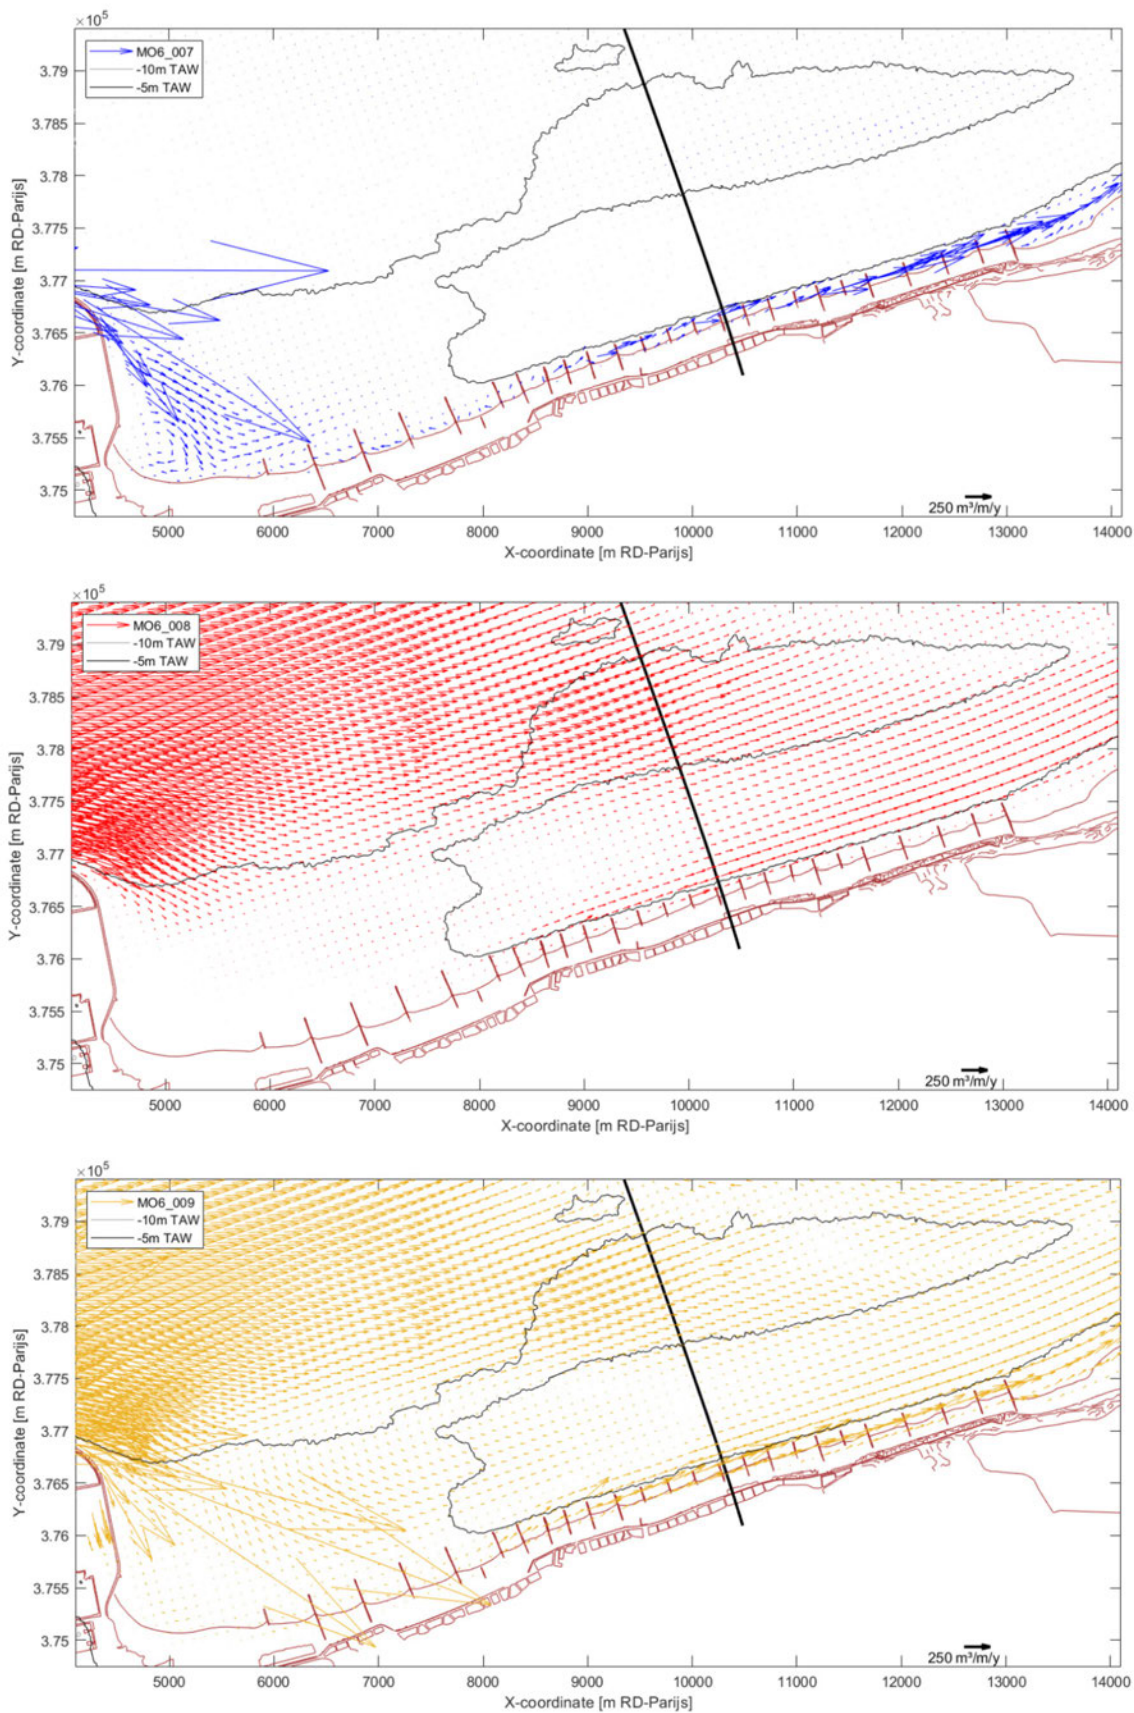 ×10⁵
MO6_007
-10m TAW
-5m TAW
3.79
3.785
3.78
3.775
3.77
3.765
3.76
3.755
3.75
Y-coordinate [m RD-Parijs]
250 m³/m/y
5000 6000 7000 8000 9000 10000 11000 12000 13000 14000
X-coordinate [m RD-Parijs]
×10⁵
MO6_008
-10m TAW
-5m TAW
3.79
3.785
3.78
3.775
3.77
3.765
3.76
3.755
3.75
Y-coordinate [m RD-Parijs]
250 m³/m/y
5000 6000 7000 8000 9000 10000 11000 12000 13000 14000
X-coordinate [m RD-Parijs]
×10⁵
MO6_009
-10m TAW
-5m TAW
3.79
3.785
3.78
3.775
3.77
3.765
3.76
3.755
3.75
Y-coordinate [m RD-Parijs]
250 m³/m/y
5000 6000 7000 8000 9000 10000 11000 12000 13000 14000
X-coordinate [m RD-Parijs]